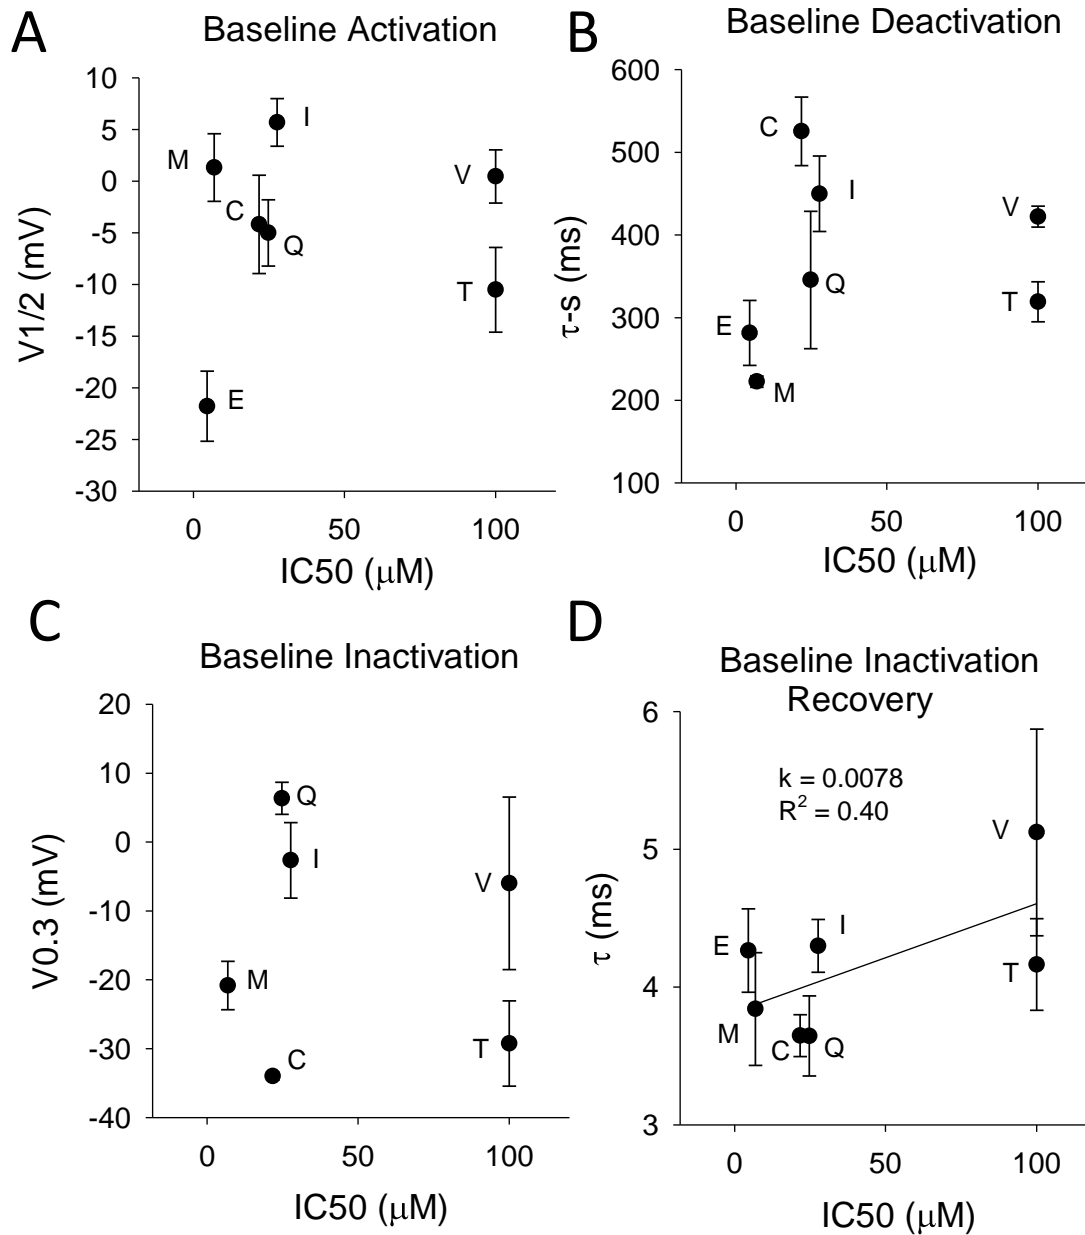 A
Baseline Activation
10
5
0
-5
-10
-15
-20
-25
-30
V1/2 (mV)
M
I
C
Q
V
T
E
0
50
100
IC50 (μM)
B
Baseline Deactivation
600
500
400
300
200
100
τ-s (ms)
C
I
Q
E
M
V
T
0
50
100
IC50 (μM)
C
Baseline Inactivation
20
10
0
-10
-20
-30
-40
V0.3 (mV)
Q
I
M
C
V
T
0
50
100
IC50 (μM)
D
Baseline Inactivation
Recovery
6
5
4
3
τ (ms)
k = 0.0078
R² = 0.40
V
E
I
M
C
Q
T
0
50
100
IC50 (μM)